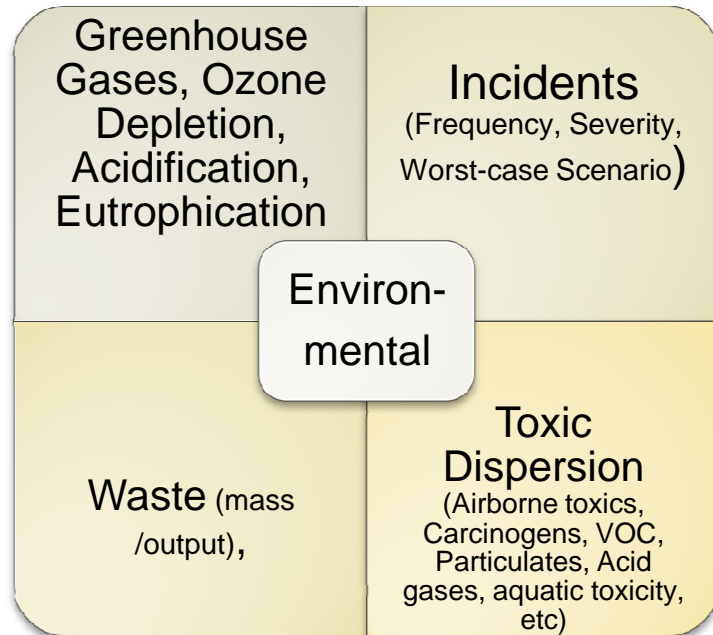 Greenhouse
Gases, Ozone
Depletion,
Acidification,
Eutrophication
Incidents
(Frequency, Severity,
Worst-case Scenario)
Environ-
mental
Waste (mass
/output),
Toxic
Dispersion
(Airborne toxics,
Carcinogens, VOC,
Particulates, Acid
gases, aquatic toxicity,
etc)